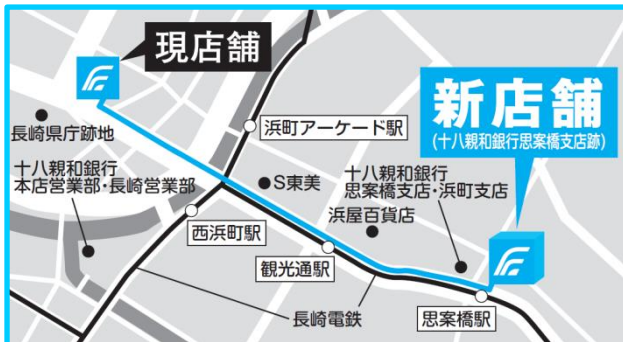 現店舗
新店舗
(十八親和銀行思案橋支店跡)
浜町アーケード駅
長崎県庁跡地
十八親和銀行
本店営業部・長崎営業部
S東美
十八親和銀行
思案橋支店・浜町支店
浜屋百貨店
西浜町駅
観光通駅
長崎電鉄
思案橋駅